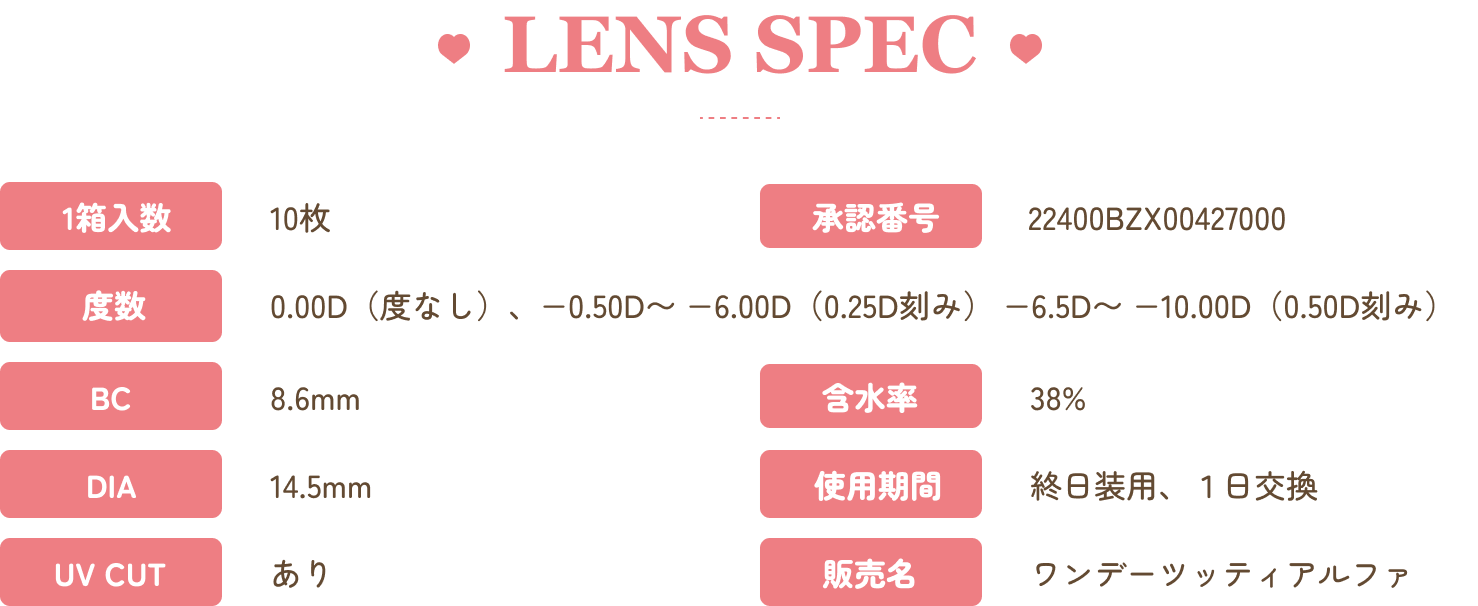 LENS SPEC
1箱入数 10枚 承認番号 22400BZX00427000
度数 0.00D（度なし）、−0.50D〜 −6.00D（0.25D刻み） −6.5D〜 −10.00D（0.50D刻み）
BC 8.6mm 含水率 38%
DIA 14.5mm 使用期間 終日装用、１日交換
UV CUT あり 販売名 ワンデーツッティアルファ